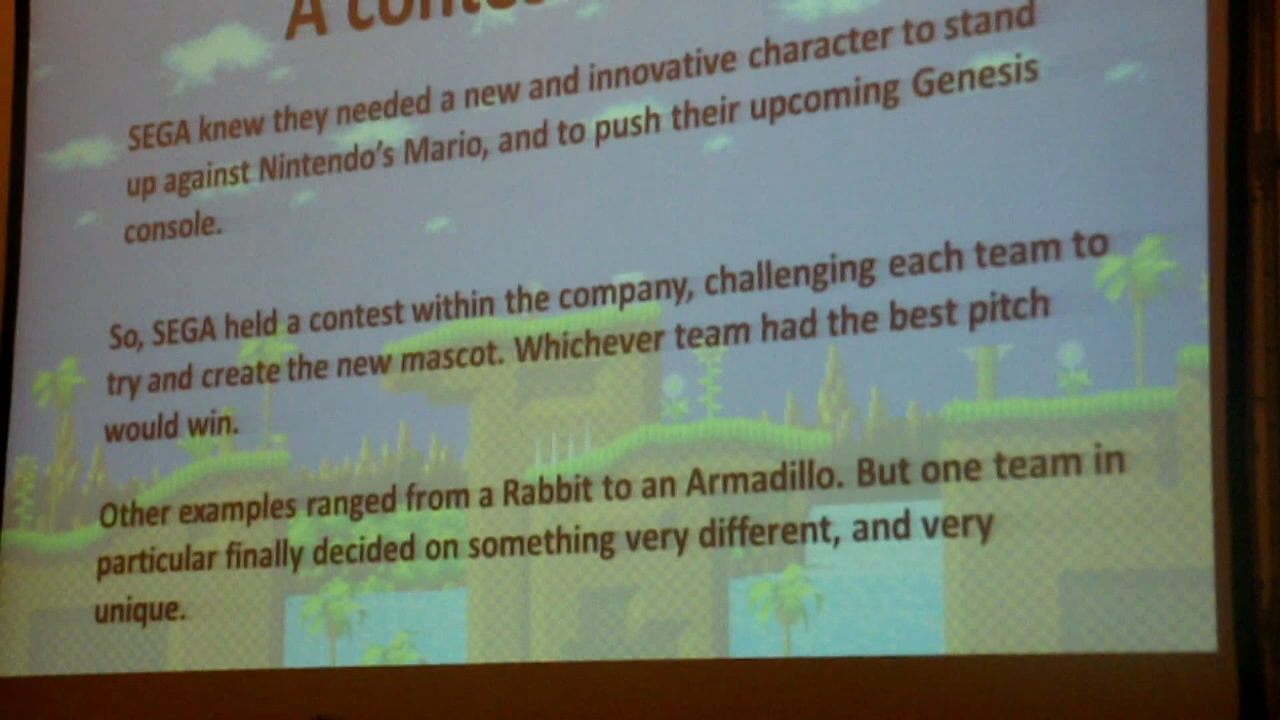 A
SEGA knew they needed a new and innovative character to stand
up against Nintendo's Mario, and to push their upcoming Genesis
console.
So, SEGA held a contest within the company, challenging each team to
try and create the new mascot. Whichever team had the best pitch
would win.
Other examples ranged from a Rabbit to an Armadillo. But one team in
particular finally decided on something very different, and very
unique.